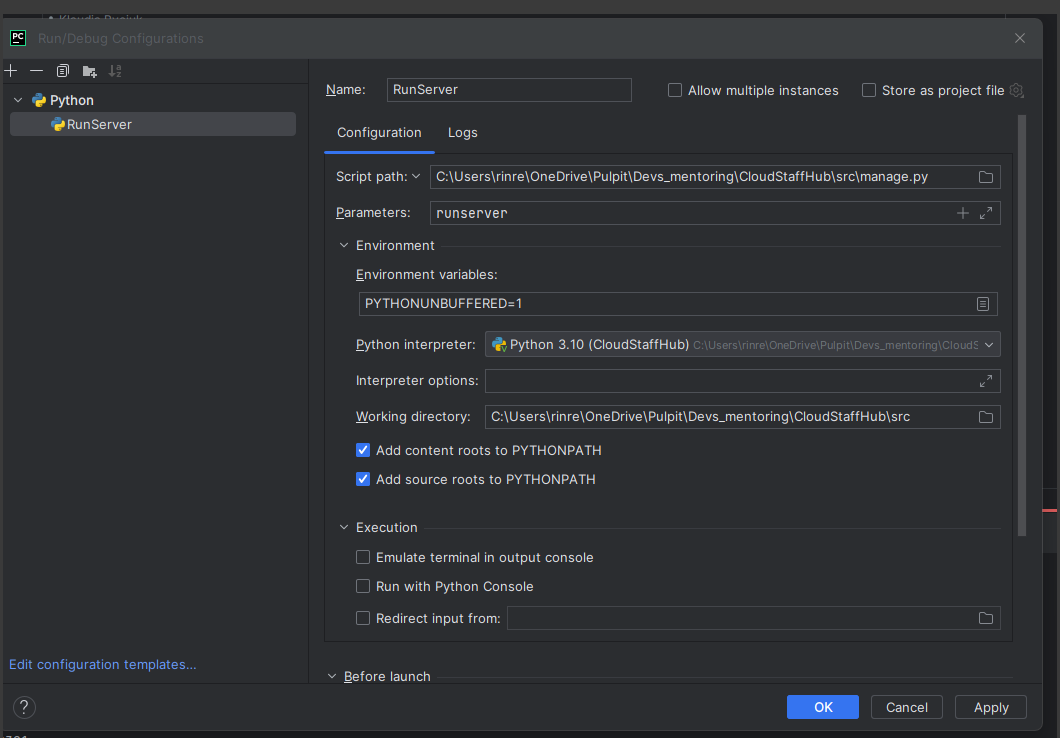 PC Run/Debug Configurations
Python
RunServer
Edit configuration templates...
Name: RunServer
Allow multiple instances
Store as project file
Configuration Logs
Script path: C:\Users\rinre\OneDrive\Pulpit\Devs_mentoring\CloudStaffHub\src\manage.py
Parameters: runserver
Environment
Environment variables:
PYTHONUNBUFFERED=1
Python interpreter: Python 3.10 (CloudStaffHub) C:\Users\rinre\OneDrive\Pulpit\Devs_mentoring\CloudS
Interpreter options:
Working directory: C:\Users\rinre\OneDrive\Pulpit\Devs_mentoring\CloudStaffHub\src
Add content roots to PYTHONPATH
Add source roots to PYTHONPATH
Execution
Emulate terminal in output console
Run with Python Console
Redirect input from:
Before launch
?
OK Cancel Apply